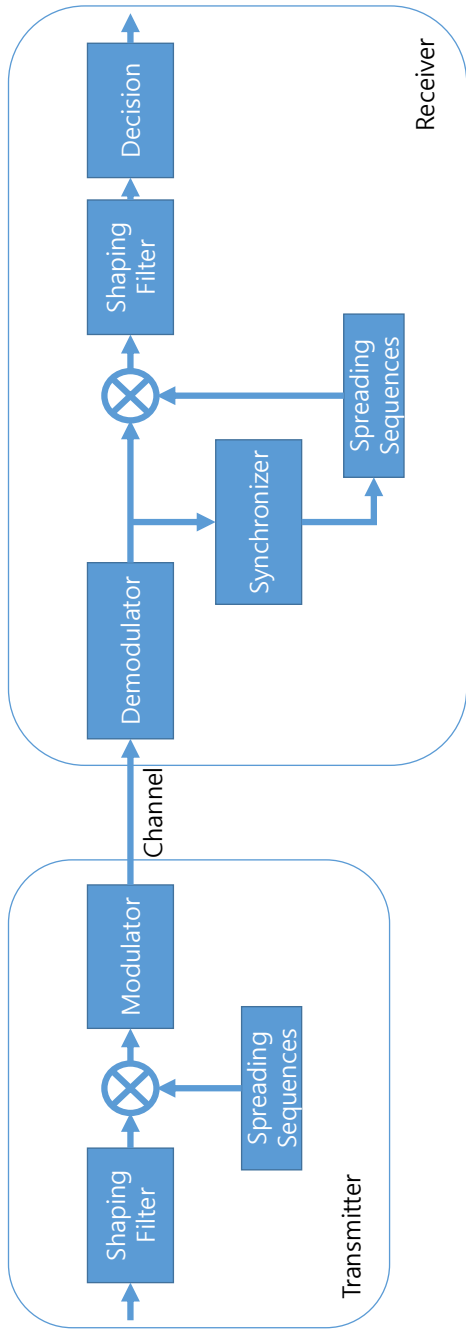 Shaping
Filter
Modulator
Spreading
Sequences
Transmitter
Channel
Demodulator
Synchronizer
Spreading
Sequences
Shaping
Filter
Decision
Receiver